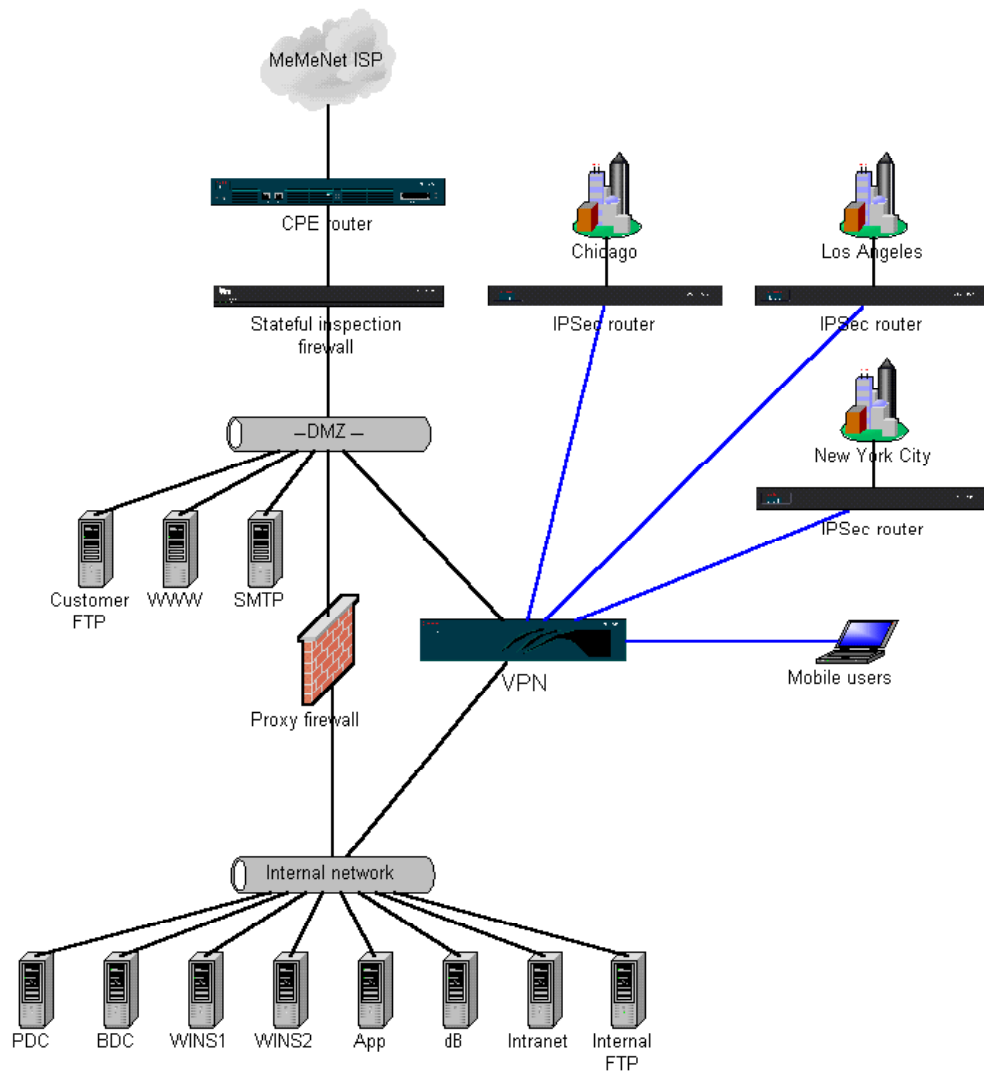 MeMeNet ISP
CPE router
Stateful inspection
firewall
Chicago
IPSec router
Los Angeles
IPSec router
New York City
IPSec router
–DMZ –
Customer
FTP
WWW
SMTP
Proxy firewall
VPN
Mobile users
Internal network
PDC
BDC
WINS1
WINS2
App
dB
Intranet
Internal
FTP